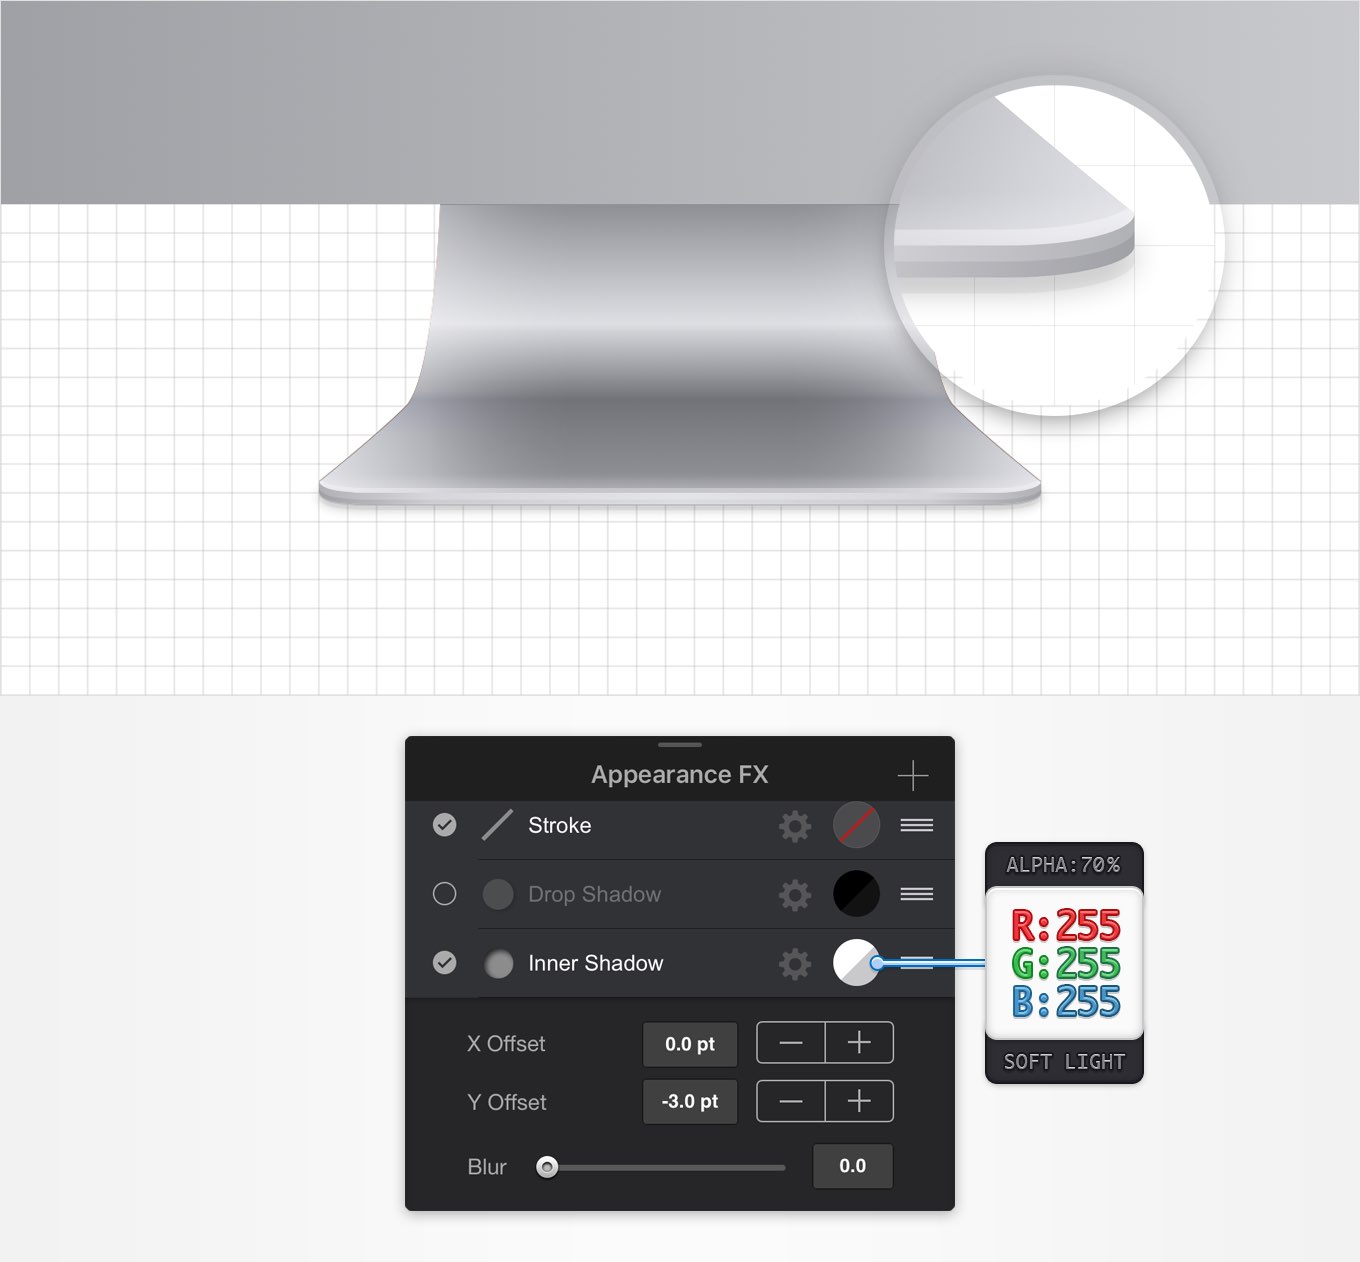 Appearance FX
Stroke
Drop Shadow
Inner Shadow
X Offset 0.0 pt
Y Offset -3.0 pt
Blur 0.0
ALPHA:70%
R:255
G:255
B:255
SOFT LIGHT